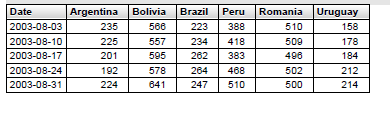 Date Argentina Bolivia Brazil Peru Romania Uruguay
2003-08-03 235 566 223 388 510 158
2003-08-10 225 557 234 418 509 178
2003-08-17 201 595 262 383 496 184
2003-08-24 192 578 264 468 502 212
2003-08-31 224 641 247 510 500 214